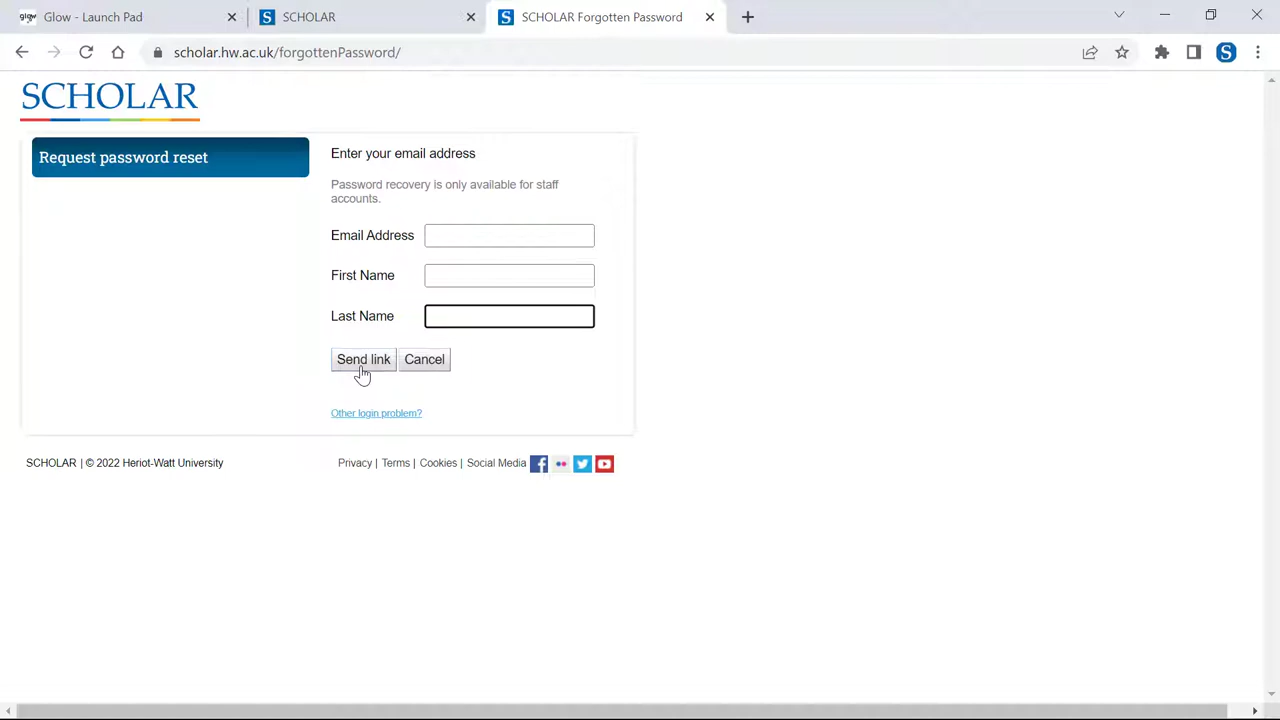 glow Glow - Launch Pad
S SCHOLAR
S SCHOLAR Forgotten Password
scholar.hw.ac.uk/forgottenPassword/
S
SCHOLAR
Request password reset
Enter your email address
Password recovery is only available for staff
accounts.
Email Address
First Name
Last Name
Send link Cancel
Other login problem?
SCHOLAR | © 2022 Heriot-Watt University
Privacy | Terms | Cookies | Social Media